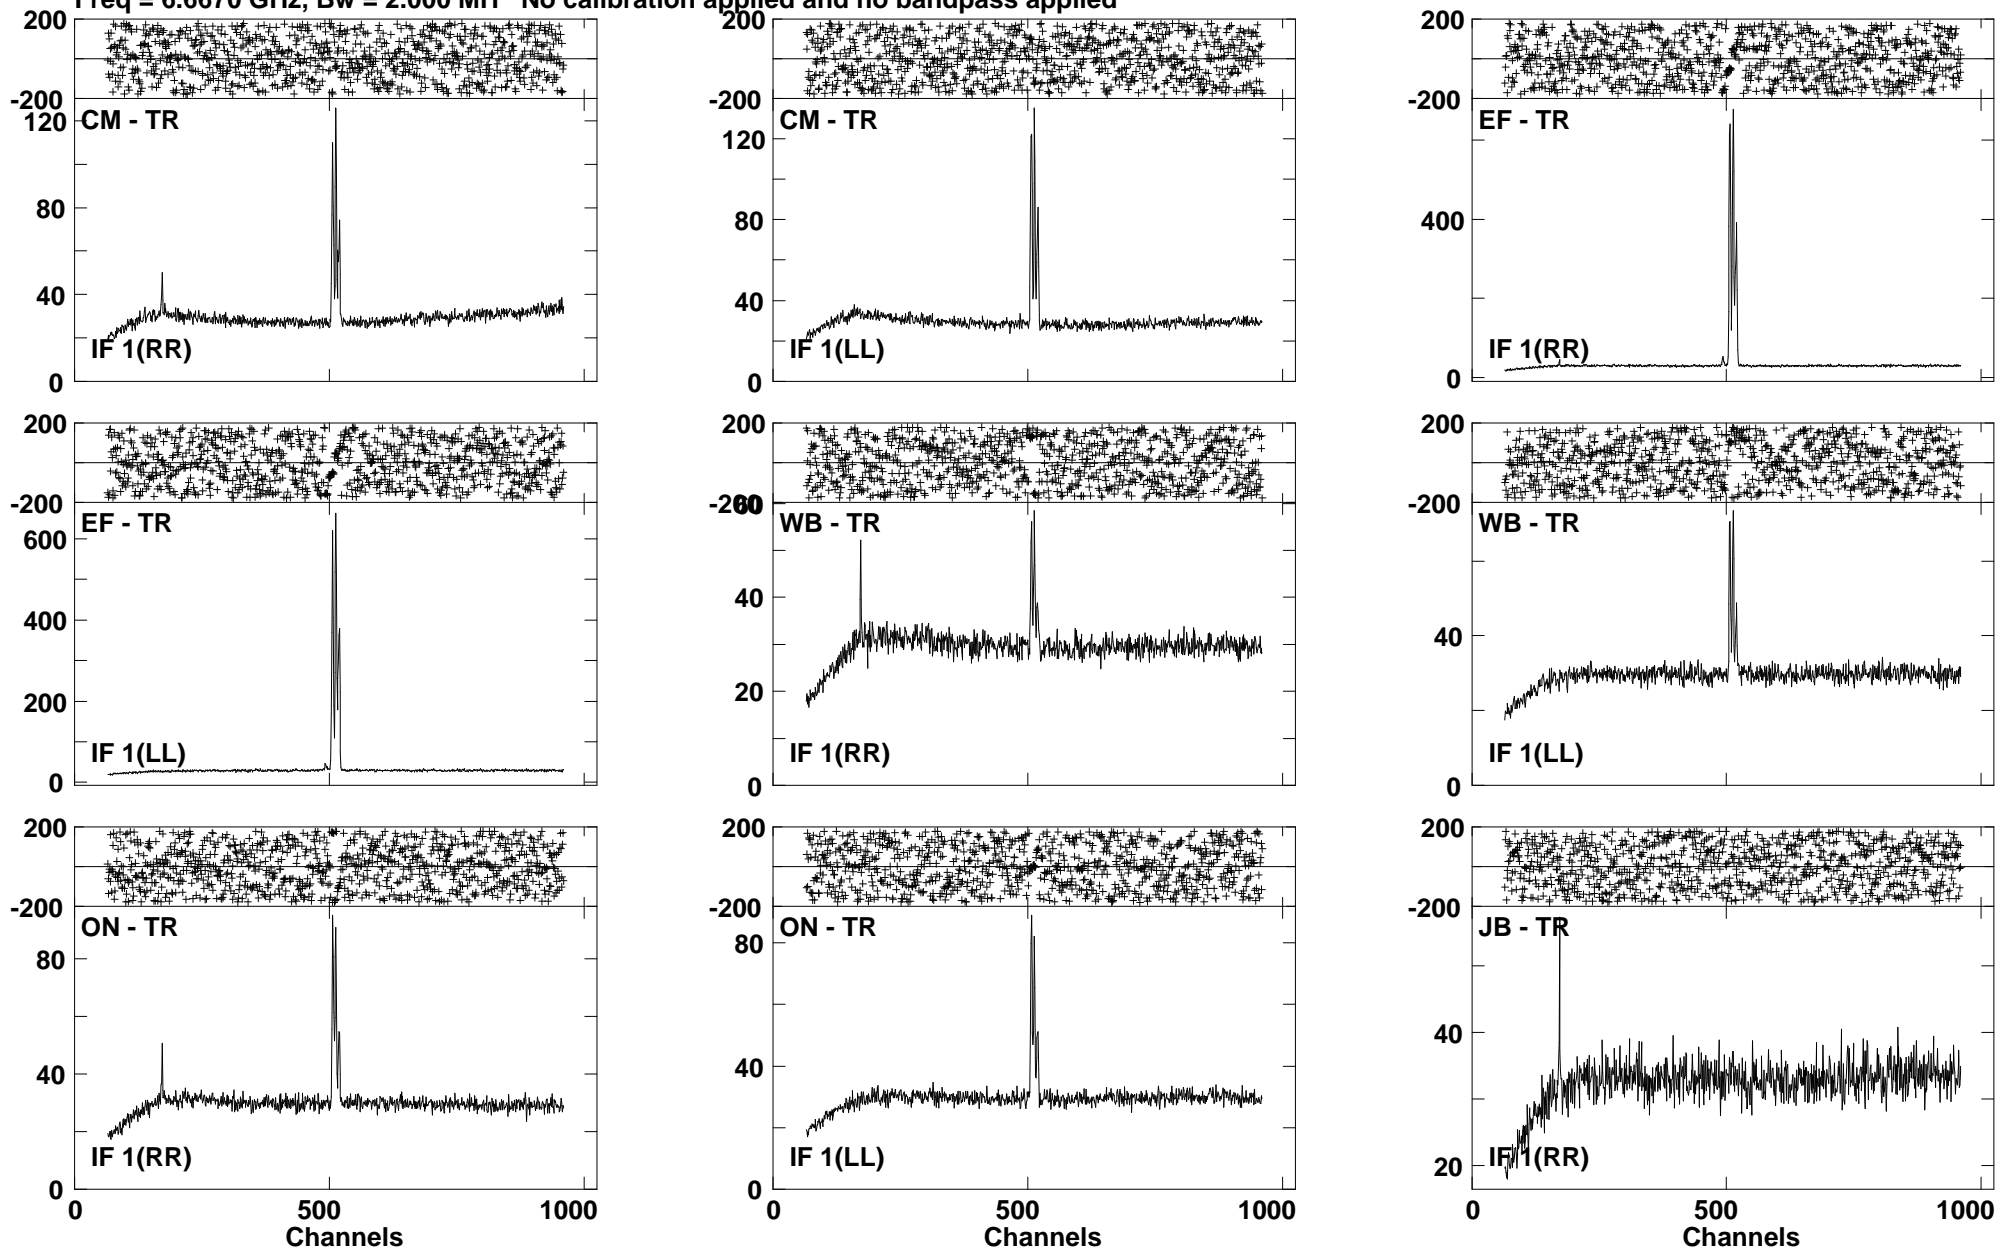 Freq = 6.6670 GHz, Bw = 2.000 MH No calibration applied and no bandpass applied
200
-200
120
80
40
0
CM - TR
IF 1(RR)
200
-200
120
80
40
0
CM - TR
IF 1(LL)
200
-200
400
0
EF - TR
IF 1(RR)
200
-200
600
400
200
0
EF - TR
IF 1(LL)
200
-200
60
40
20
0
WB - TR
IF 1(RR)
200
-200
40
0
WB - TR
IF 1(LL)
200
-200
80
40
0
ON - TR
IF 1(RR)
0 500 1000
Channels
200
-200
80
40
0
ON - TR
IF 1(LL)
0 500 1000
Channels
200
-200
40
20
JB - TR
IF 1(RR)
0 500 1000
Channels